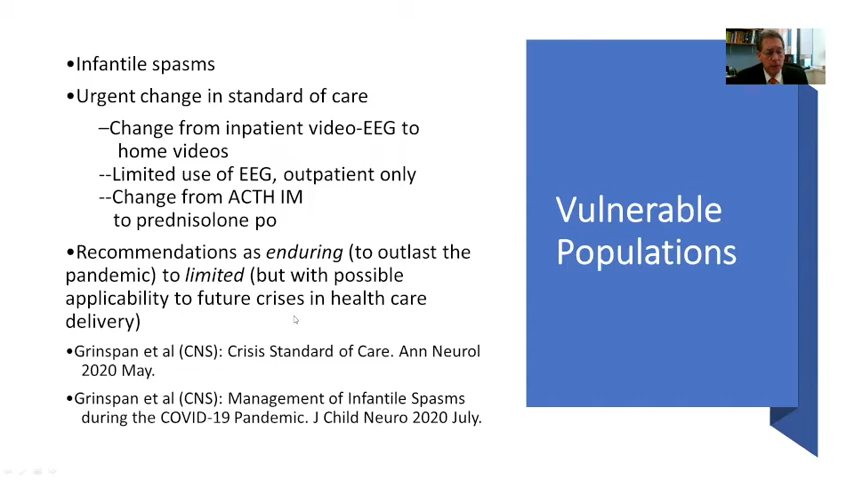 •Infantile spasms
•Urgent change in standard of care
–Change from inpatient video-EEG to
home videos
--Limited use of EEG, outpatient only
--Change from ACTH IM
to prednisolone po
•Recommendations as enduring (to outlast the
pandemic) to limited (but with possible
applicability to future crises in health care
delivery)
•Grinspan et al (CNS): Crisis Standard of Care. Ann Neurol
2020 May.
•Grinspan et al (CNS): Management of Infantile Spasms
during the COVID-19 Pandemic. J Child Neuro 2020 July.
Vulnerable
Populations